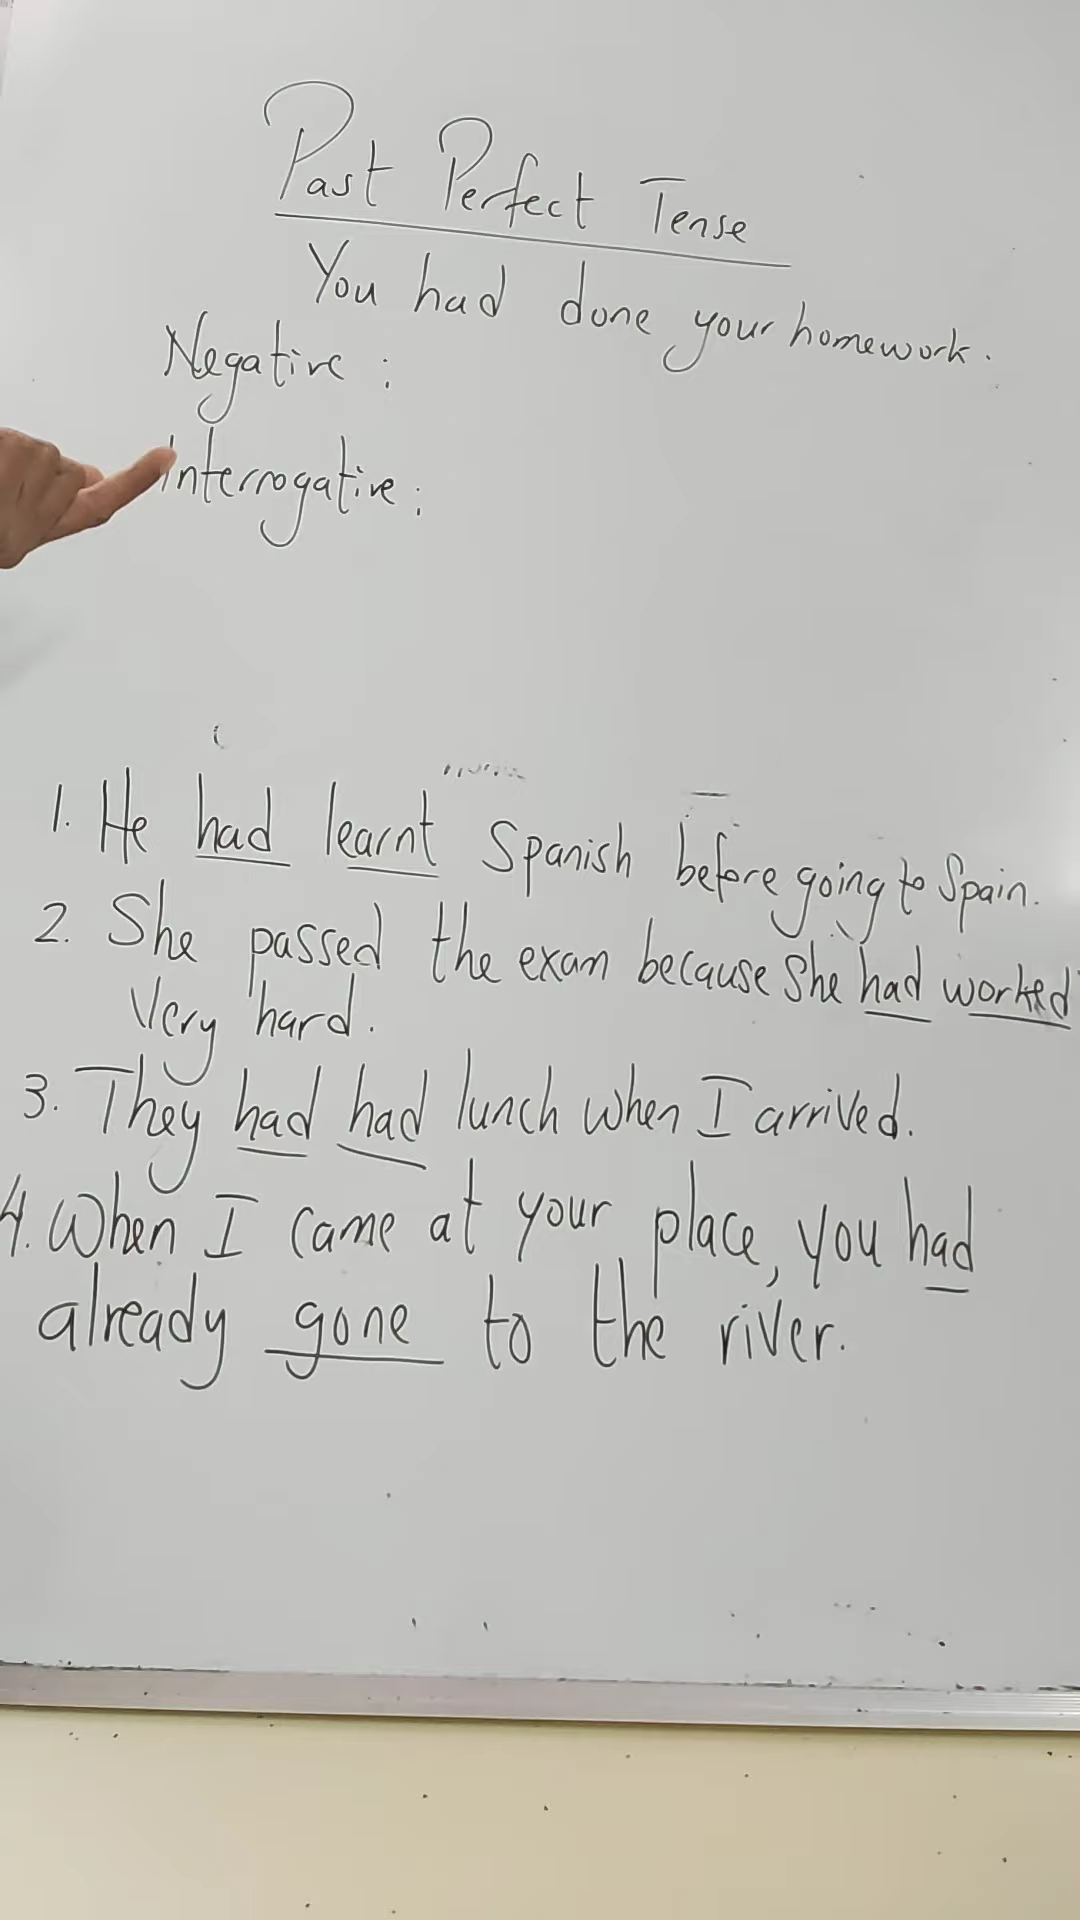 Past Perfect Tense
You had done your homework.
Negative :
Interrogative :
1. He had learnt Spanish before going to Spain.
2. She passed the exam because She had worked
Very hard.
3. They had had lunch when I arrived.
4. When I came at your place, you had
already gone to the river.